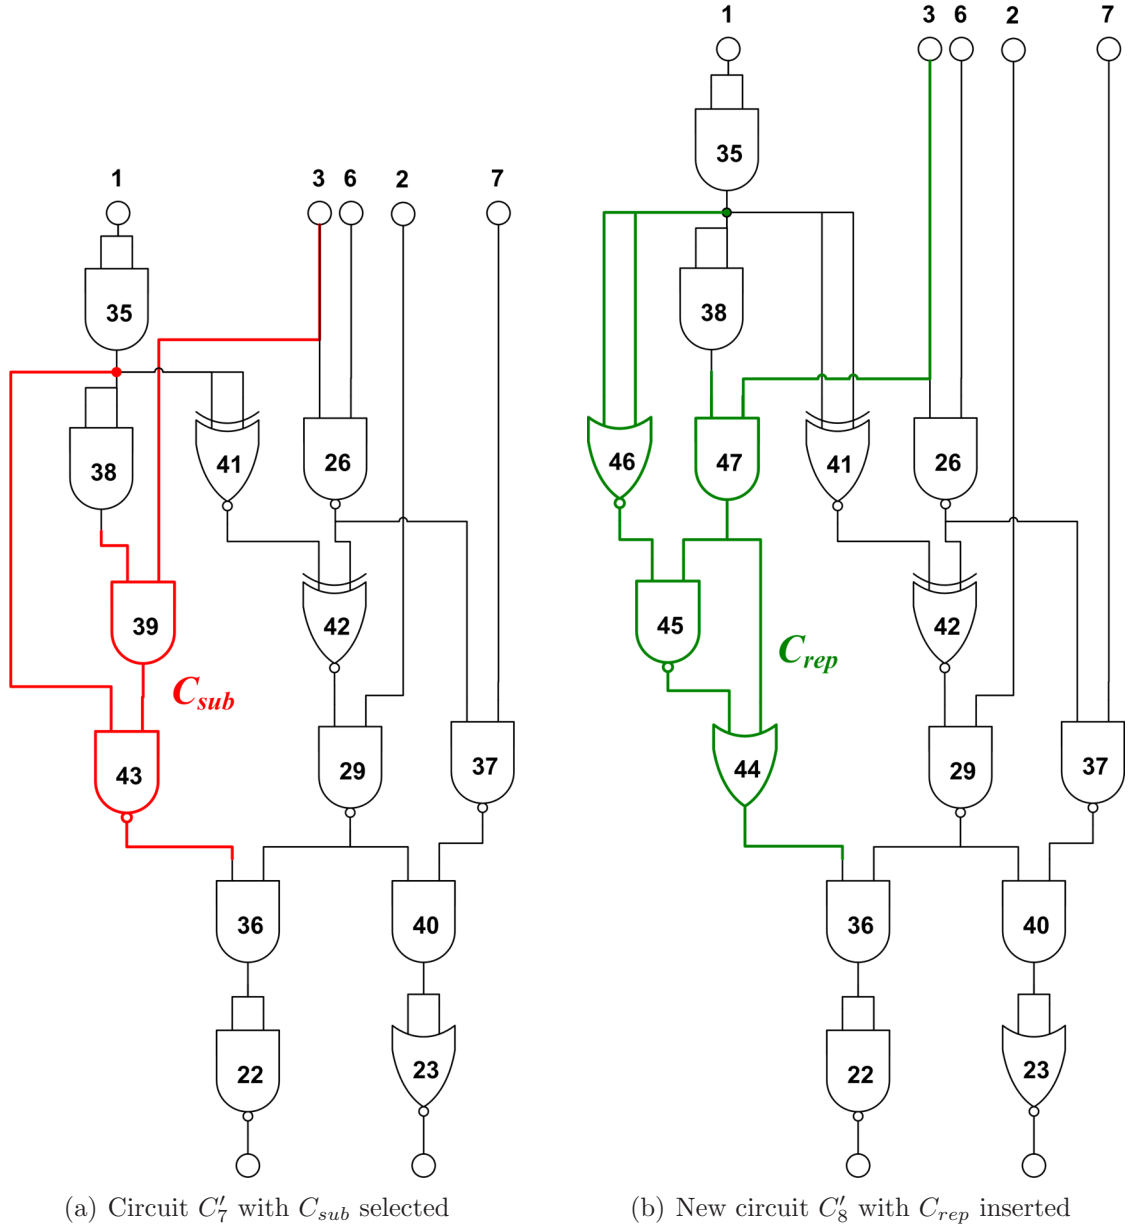 1 3 6 2 7
35
38 41 26
39 42
C_sub
43 29 37
36 40
22 23
(a) Circuit C′₇ with C_sub selected
1 3 6 2 7
35
38
46 47 41 26
45 42
C_rep
44 29 37
36 40
22 23
(b) New circuit C′₈ with C_rep inserted